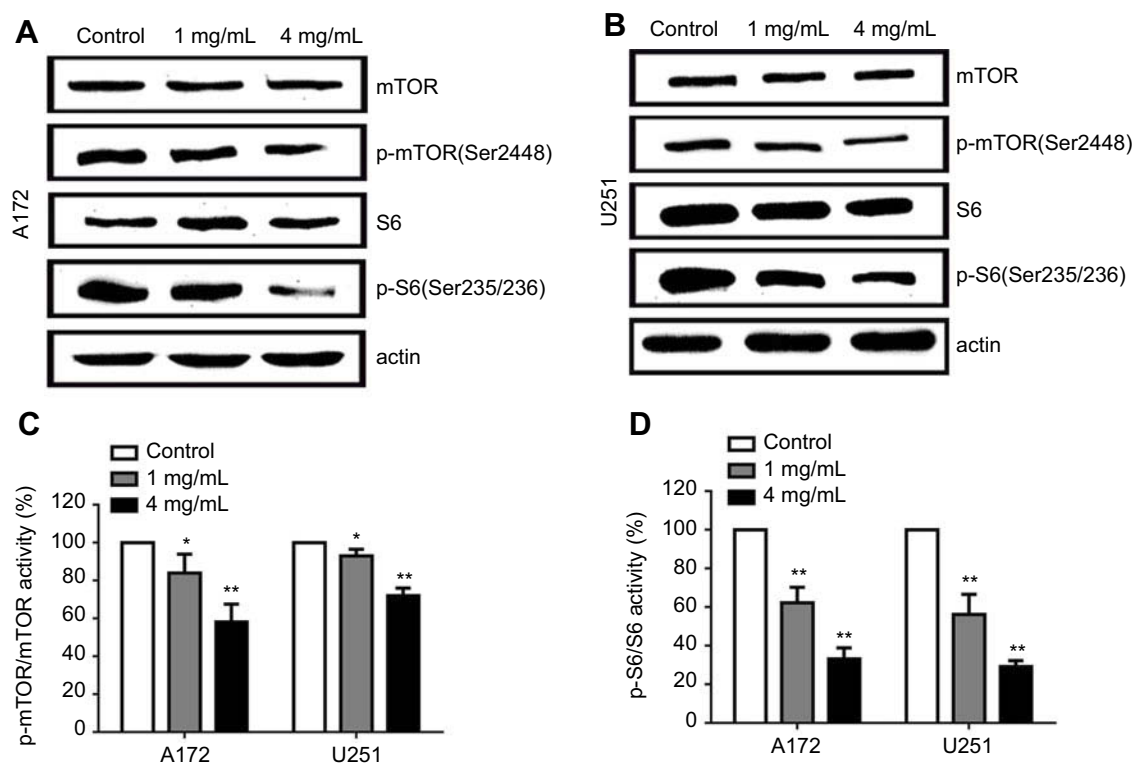 A
Control 1 mg/mL 4 mg/mL
A172
mTOR
p-mTOR(Ser2448)
S6
p-S6(Ser235/236)
actin
B
Control 1 mg/mL 4 mg/mL
U251
mTOR
p-mTOR(Ser2448)
S6
p-S6(Ser235/236)
actin
C
Control
1 mg/mL
4 mg/mL
p-mTOR/mTOR activity (%)
120
100
80
60
40
20
0
* ** * **
A172 U251
D
Control
1 mg/mL
4 mg/mL
p-S6/S6 activity (%)
120
100
80
60
40
20
0
** ** ** **
A172 U251